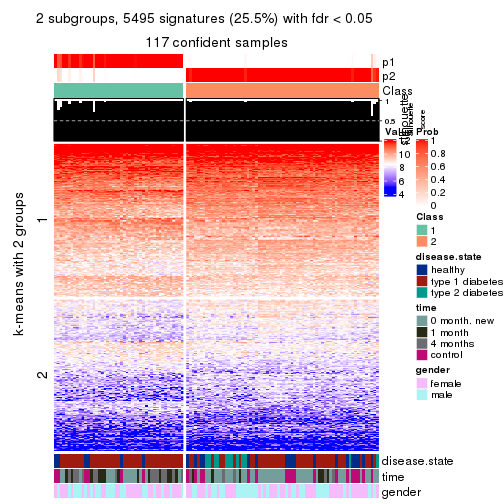 2 subgroups, 5495 signatures (25.5%) with fdr < 0.05
117 confident samples
p1
p2
Class
1
0.5
silhouette
score
k-means with 2 groups
1
2
disease.state
time
gender
Value
10
8
6
4
Prob
1
0.8
0.6
0.4
0.2
0
Class
1
2
disease.state
healthy
type 1 diabetes
type 2 diabetes
time
0 month. new
1 month
4 months
control
gender
female
male